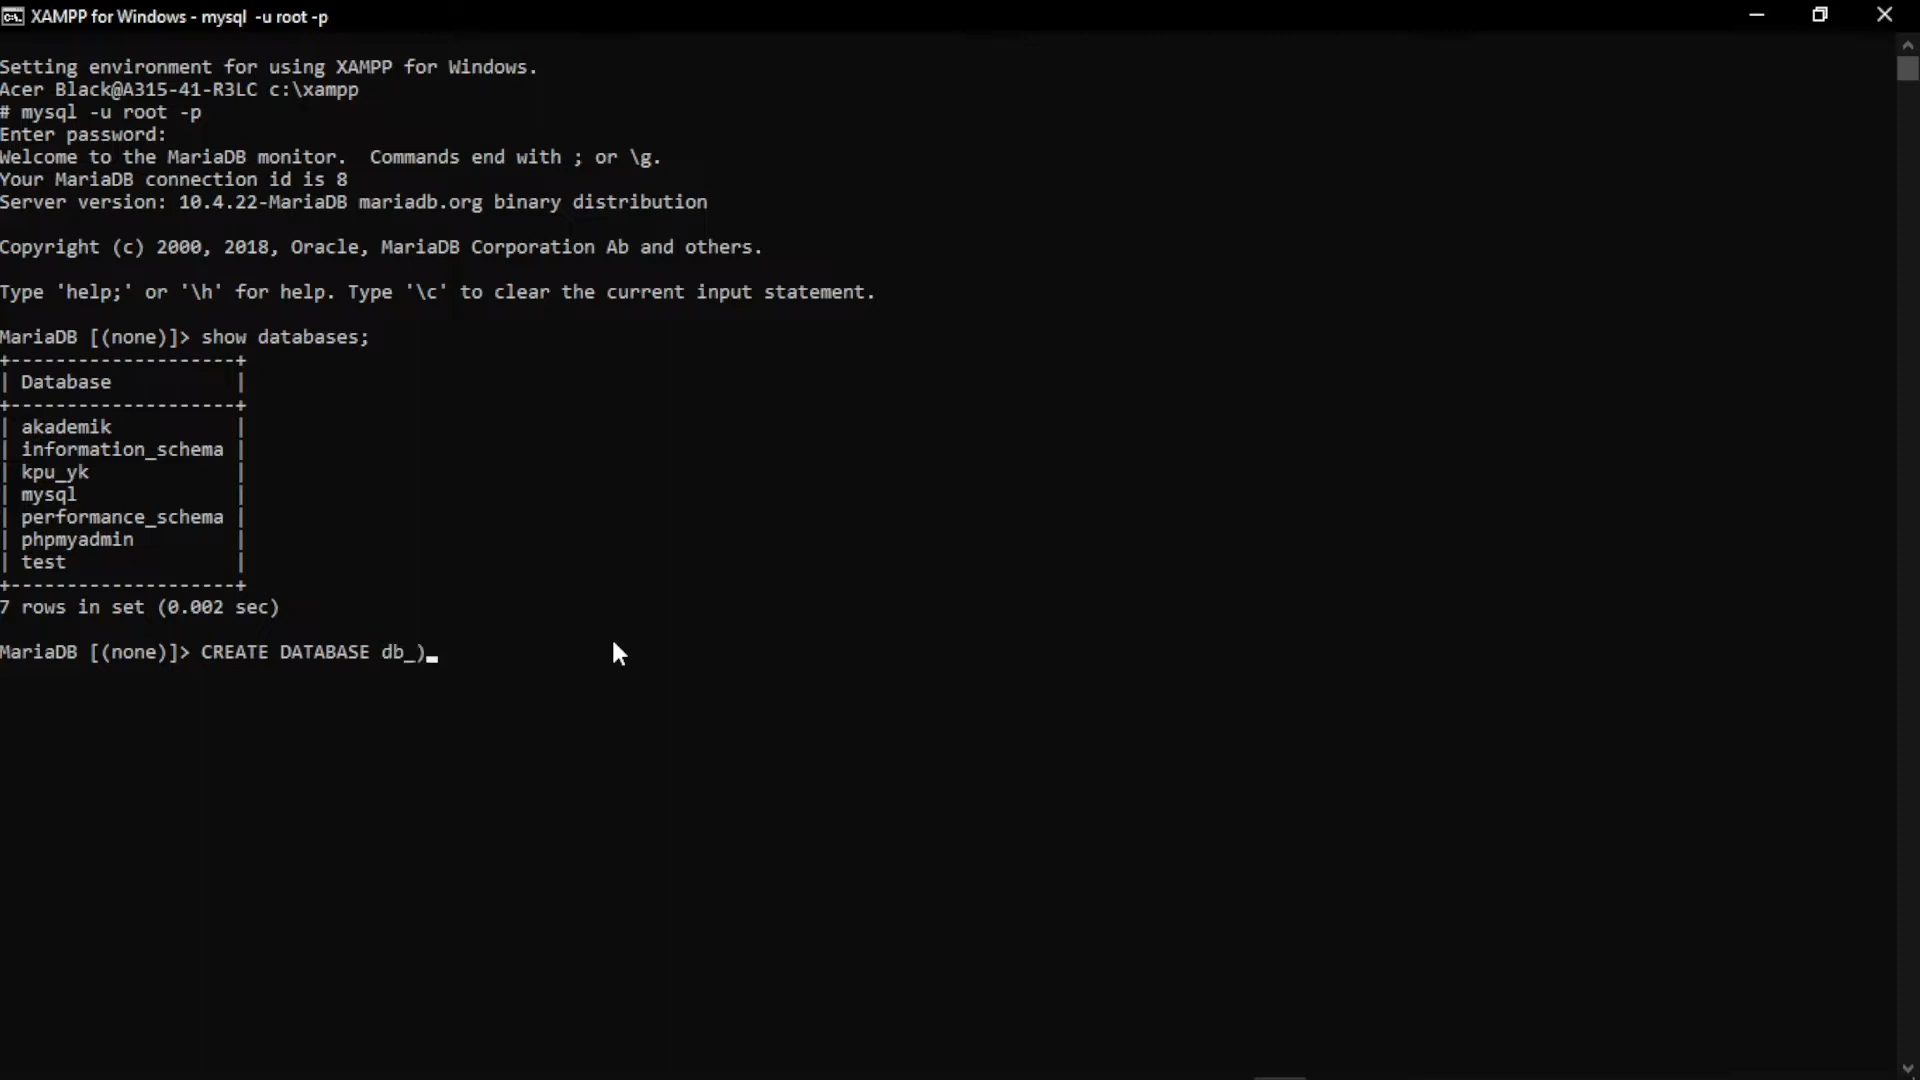 XAMPP for Windows - mysql -u root -p
Setting environment for using XAMPP for Windows.
Acer Black@A315-41-R3LC c:\xampp
# mysql -u root -p
Enter password:
Welcome to the MariaDB monitor.  Commands end with ; or \g.
Your MariaDB connection id is 8
Server version: 10.4.22-MariaDB mariadb.org binary distribution
Copyright (c) 2000, 2018, Oracle, MariaDB Corporation Ab and others.
Type 'help;' or '\h' for help. Type '\c' to clear the current input statement.
MariaDB [(none)]> show databases;
+--------------------+
| Database           |
+--------------------+
| akademik           |
| information_schema |
| kpu_yk             |
| mysql              |
| performance_schema |
| phpmyadmin         |
| test               |
+--------------------+
7 rows in set (0.002 sec)
MariaDB [(none)]> CREATE DATABASE db_)